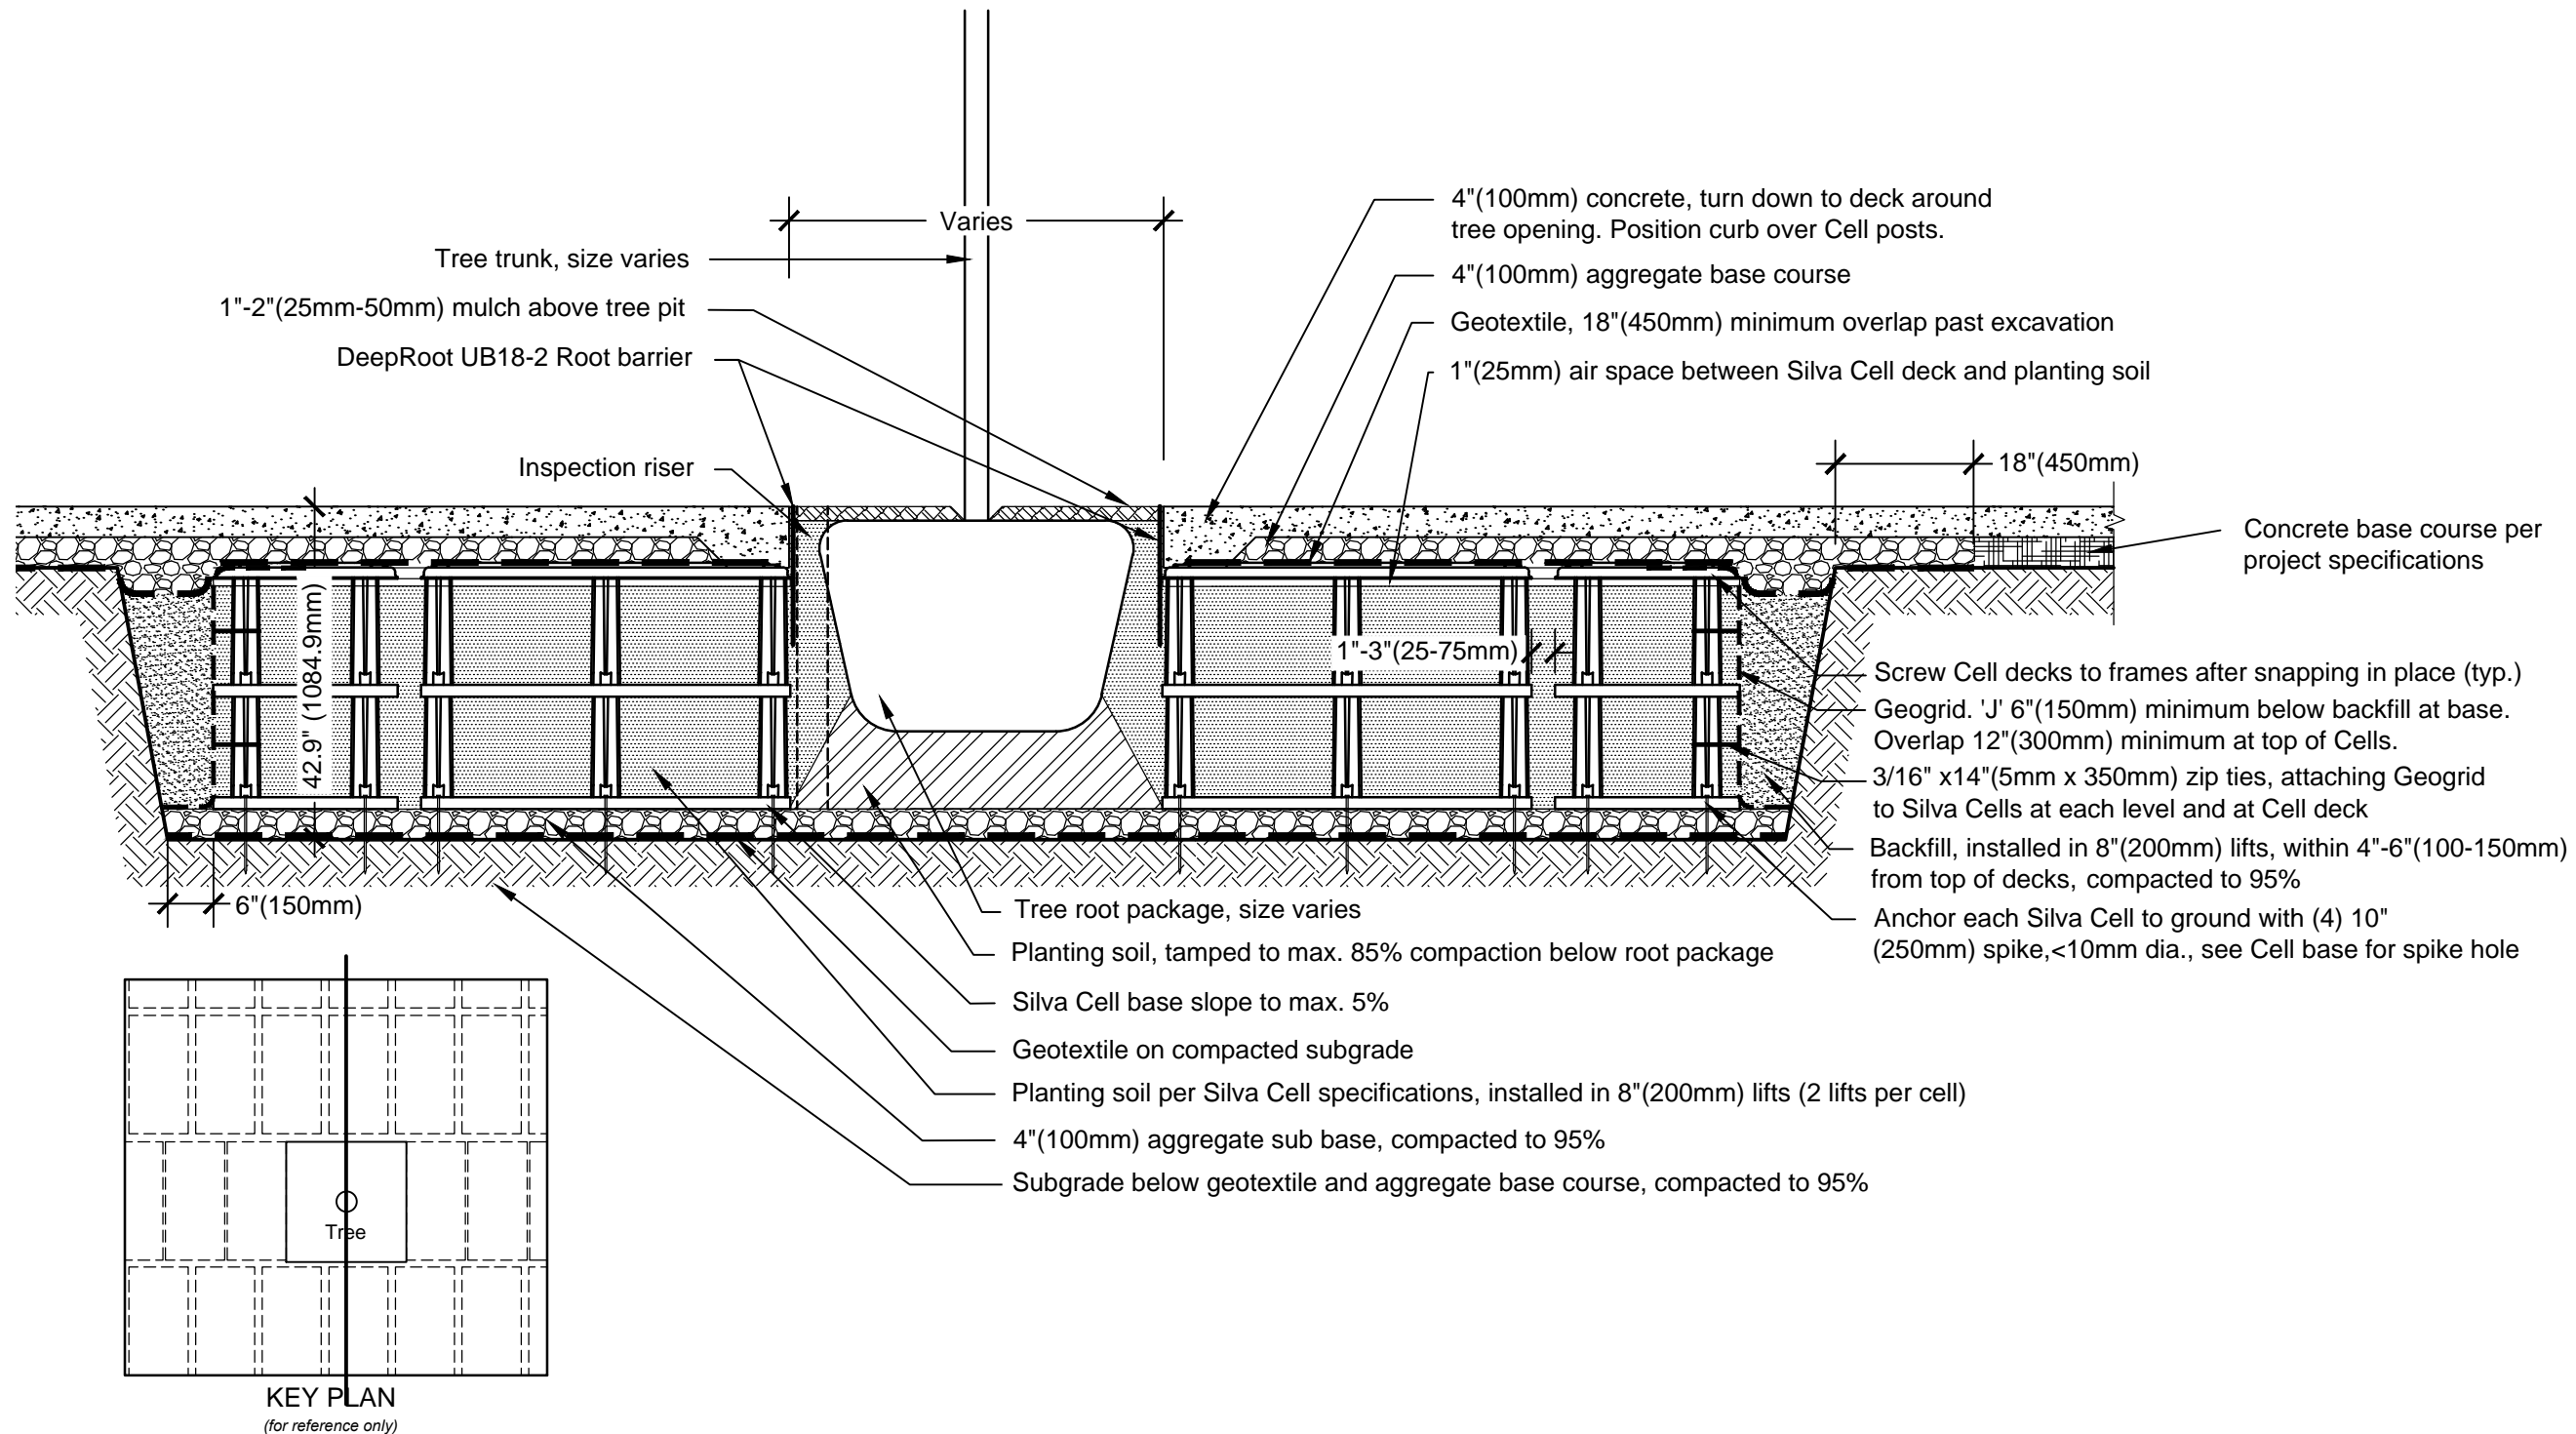 Varies
Tree trunk, size varies
1"-2"(25mm-50mm) mulch above tree pit
DeepRoot UB18-2 Root barrier
Inspection riser
4"(100mm) concrete, turn down to deck around
tree opening. Position curb over Cell posts.
4"(100mm) aggregate base course
Geotextile, 18"(450mm) minimum overlap past excavation
1"(25mm) air space between Silva Cell deck and planting soil
18"(450mm)
Concrete base course per
project specifications
42.9" (1084.9mm)
1"-3"(25-75mm)
Screw Cell decks to frames after snapping in place (typ.)
Geogrid. 'J' 6"(150mm) minimum below backfill at base.
Overlap 12"(300mm) minimum at top of Cells.
3/16" x14"(5mm x 350mm) zip ties, attaching Geogrid
to Silva Cells at each level and at Cell deck
Backfill, installed in 8"(200mm) lifts, within 4"-6"(100-150mm)
from top of decks, compacted to 95%
Anchor each Silva Cell to ground with (4) 10"
(250mm) spike,<10mm dia., see Cell base for spike hole
6"(150mm)
Tree root package, size varies
Planting soil, tamped to max. 85% compaction below root package
Silva Cell base slope to max. 5%
Geotextile on compacted subgrade
Planting soil per Silva Cell specifications, installed in 8"(200mm) lifts (2 lifts per cell)
4"(100mm) aggregate sub base, compacted to 95%
Subgrade below geotextile and aggregate base course, compacted to 95%
Tree
KEY PLAN
(for reference only)